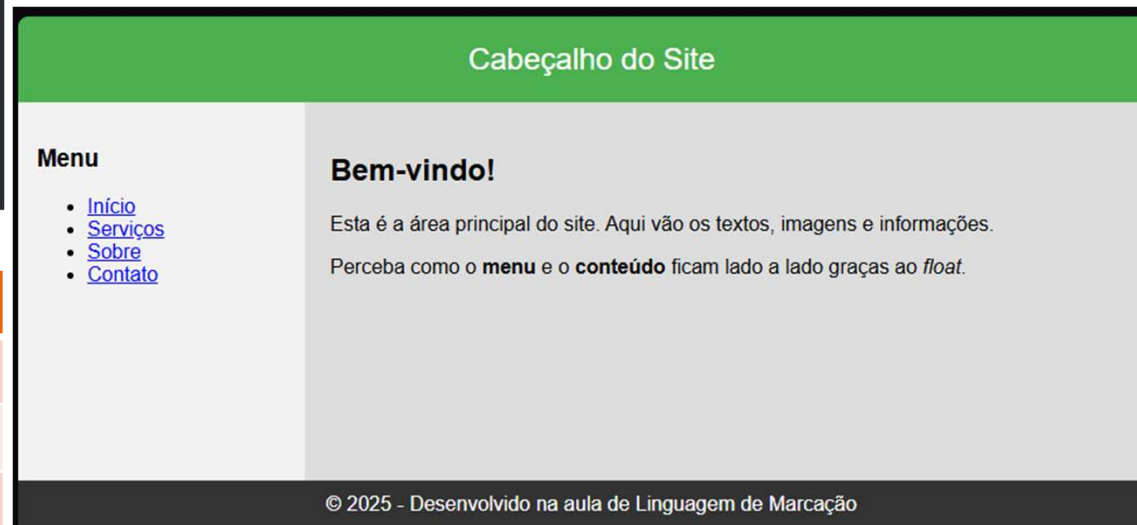 Cabeçalho do Site
Menu
Início
Serviços
Sobre
Contato
Bem-vindo!
Esta é a área principal do site. Aqui vão os textos, imagens e informações.
Perceba como o menu e o conteúdo ficam lado a lado graças ao float.
© 2025 - Desenvolvido na aula de Linguagem de Marcação